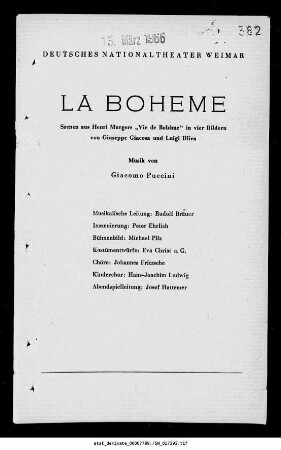 15. März 1966
382
DEUTSCHES NATIONALTHEATER WEIMAR
LA BOHEME
Szenen aus Henri Murgers „Vie de Bohème“ in vier Bildern
von Giuseppe Giacosa und Luigi Illica
Musik von
Giacomo Puccini
Musikalische Leitung: Rudolf Bräuer
Inszenierung: Peter Ehrlich
Bühnenbild: Michael Pilz
Kostümentwürfe: Eva Christ a. G.
Chöre: Johannes Fritzsche
Kinderchor: Hans-Joachim Ludwig
Abendspielleitung: Josef Huttemer